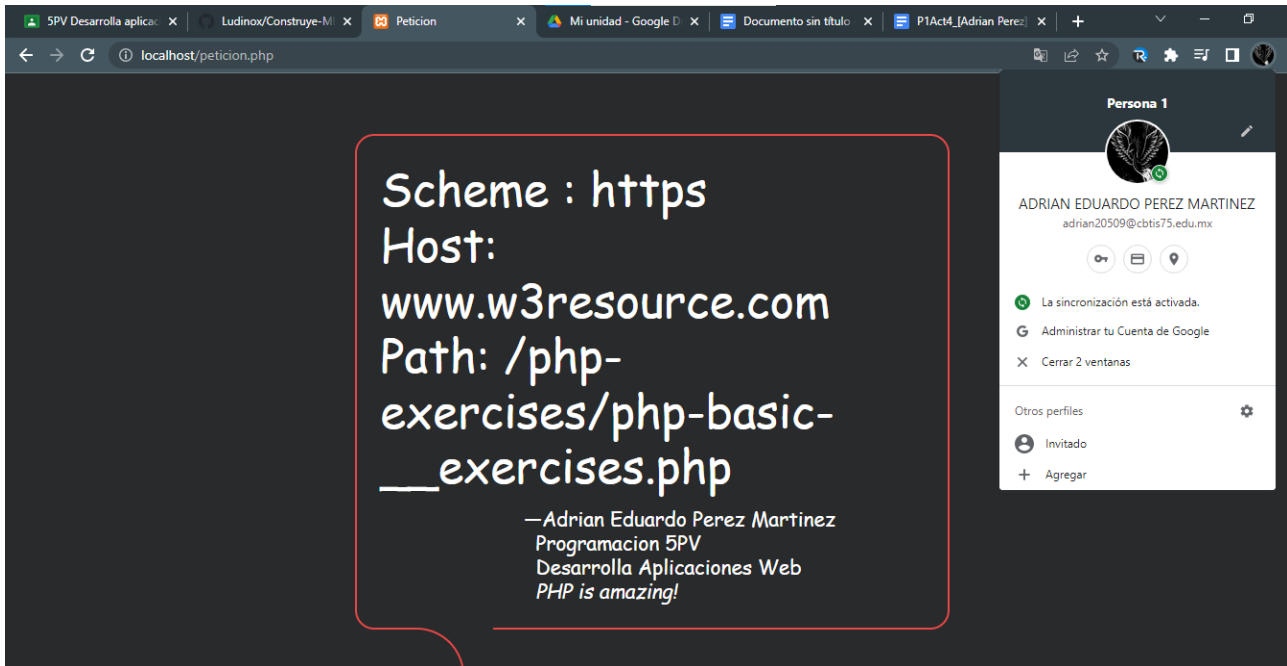 5PV Desarrolla aplicac
Ludinox/Construye-Mi
Peticion
Mi unidad - Google D
Documento sin título
P1Act4_[Adrian Perez]
localhost/peticion.php
Persona 1
ADRIAN EDUARDO PEREZ MARTINEZ
adrian20509@cbtis75.edu.mx
La sincronización está activada.
Administrar tu Cuenta de Google
Cerrar 2 ventanas
Otros perfiles
Invitado
Agregar
Scheme : https
Host:
www.w3resource.com
Path: /php-
exercises/php-basic-
__exercises.php
—Adrian Eduardo Perez Martinez
Programacion 5PV
Desarrolla Aplicaciones Web
PHP is amazing!